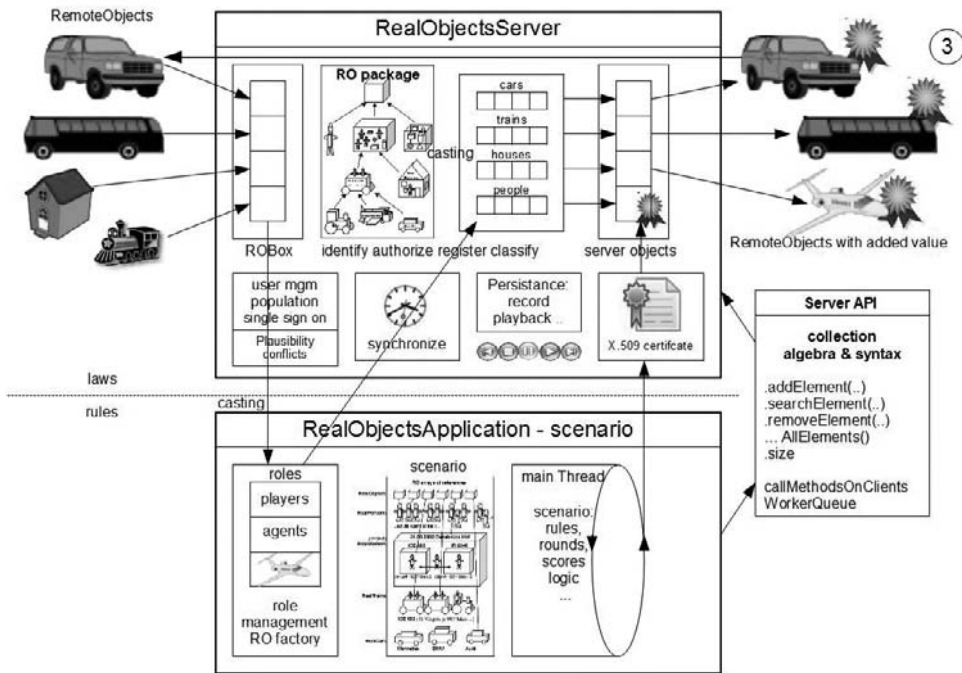 RemoteObjects
RealObjectsServer
3
RO package
cars
trains
houses
people
casting
ROBox
identify authorize register classify
server objects
RemoteObjects with added value
user mgm
population
single sign on
Plausibility
conflicts
synchronize
Persistance:
record
playback ..
X.509 certifcate
Server API
collection
algebra & syntax
.addElement(..)
.searchElement(..)
.removeElement(..)
... AllElements()
.size
callMethodsOnClients
WorkerQueue
laws
rules
casting
RealObjectsApplication - scenario
roles
players
agents
role
management
RO factory
scenario
main Thread
scenario:
rules,
rounds,
scores
logic
...